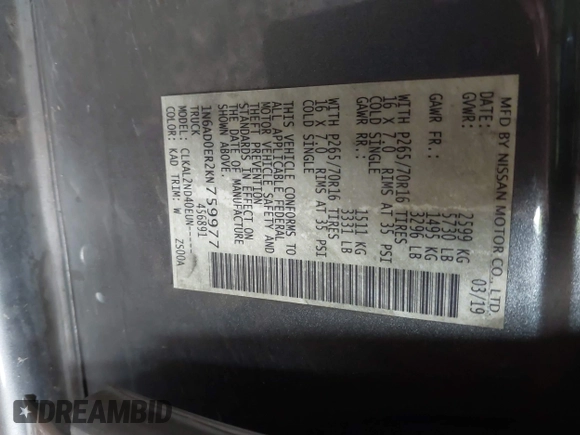 MFD BY NISSAN MOTOR CO., LTD.
DATE: 03/19
GVWR: 2599 KG
5730 LB
GAWR FR: 1495 KG
3296 LB
WITH P265/70R16 TIRES
16 X 7.0 RIMS AT 35 PSI
COLD SINGLE
GAWR RR: 1511 KG
3331 LB
WITH P265/70R16 TIRES
16 X 7.0 RIMS AT 35 PSI
COLD SINGLE
THIS VEHICLE CONFORMS TO
ALL APPLICABLE FEDERAL
MOTOR VEHICLE SAFETY AND
THEFT PREVENTION
STANDARDS IN EFFECT ON
THE DATE OF MANUFACTURE
SHOWN ABOVE.
1N6AD0ER2KN759977
TRUCK 456891
MODEL: CLKAL2ND40EUN-----
COLOR: KAD TRIM: W Z500A
DREAMBID